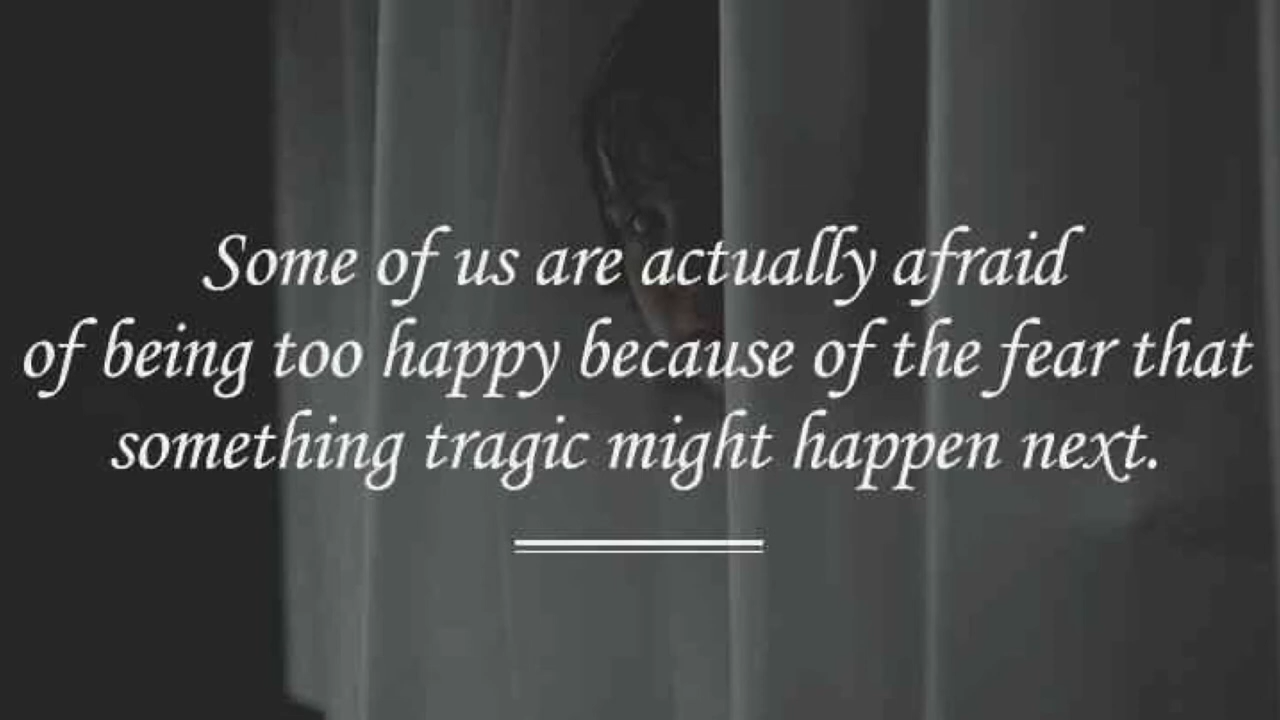 Some of us are actually afraid
of being too happy because of the fear that
something tragic might happen next.